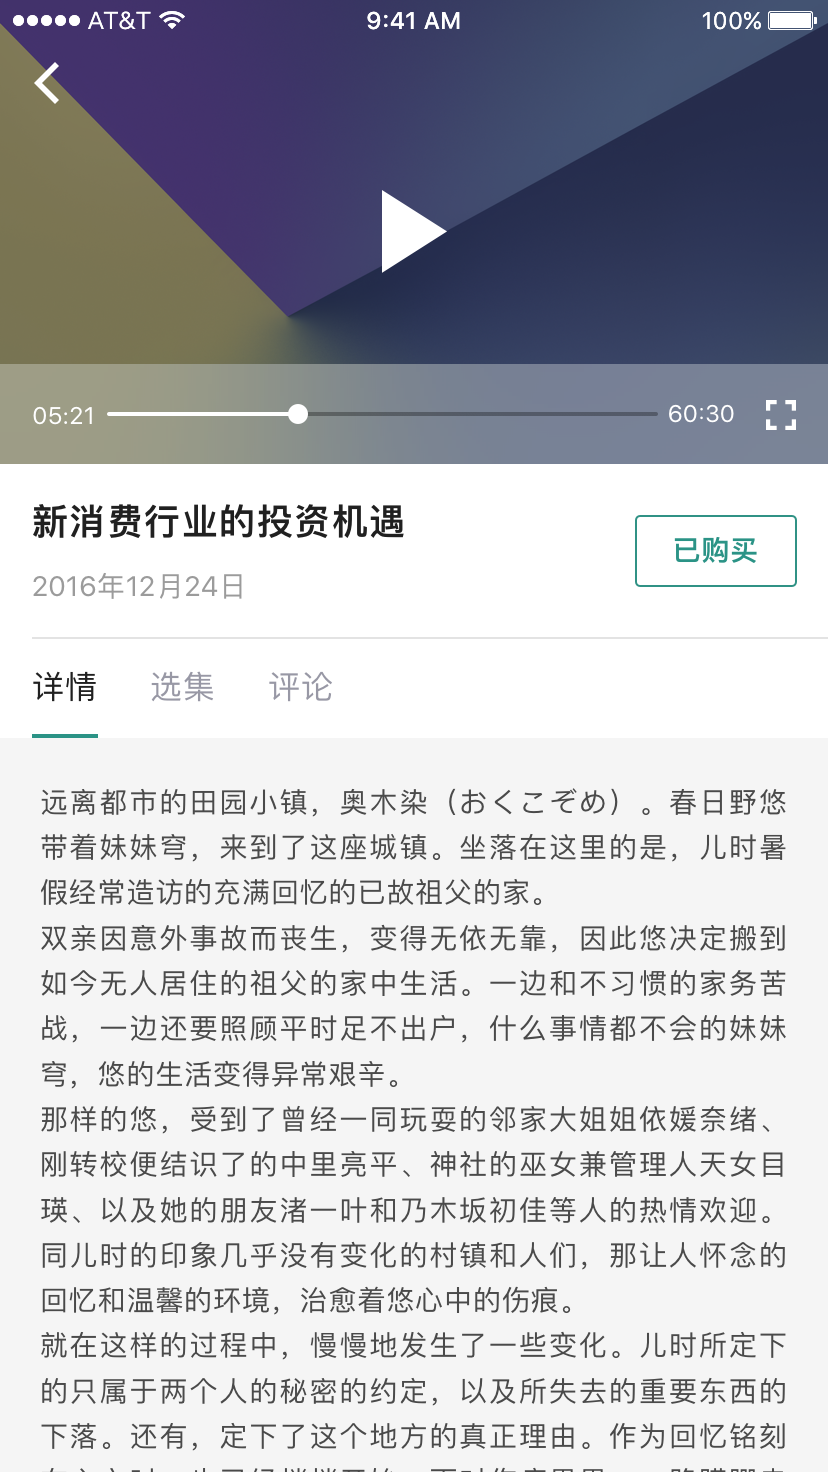 AT&T 9:41 AM 100%
05:21 60:30
新消费行业的投资机遇
已购买
2016年12月24日
详情 选集 评论
远离都市的田园小镇，奥木染（おくこぞめ）。春日野悠
带着妹妹穹，来到了这座城镇。坐落在这里的是，儿时暑
假经常造访的充满回忆的已故祖父的家。
双亲因意外事故而丧生，变得无依无靠，因此悠决定搬到
如今无人居住的祖父的家中生活。一边和不习惯的家务苦
战，一边还要照顾平时足不出户，什么事情都不会的妹妹
穹，悠的生活变得异常艰辛。
那样的悠，受到了曾经一同玩耍的邻家大姐姐依媛奈绪、
刚转校便结识了的中里亮平、神社的巫女兼管理人天女目
瑛、以及她的朋友渚一叶和乃木坂初佳等人的热情欢迎。
同儿时的印象几乎没有变化的村镇和人们，那让人怀念的
回忆和温馨的环境，治愈着悠心中的伤痕。
就在这样的过程中，慢慢地发生了一些变化。儿时所定下
的只属于两个人的秘密的约定，以及所失去的重要东西的
下落。还有，定下了这个地方的真正理由。作为回忆铭刻